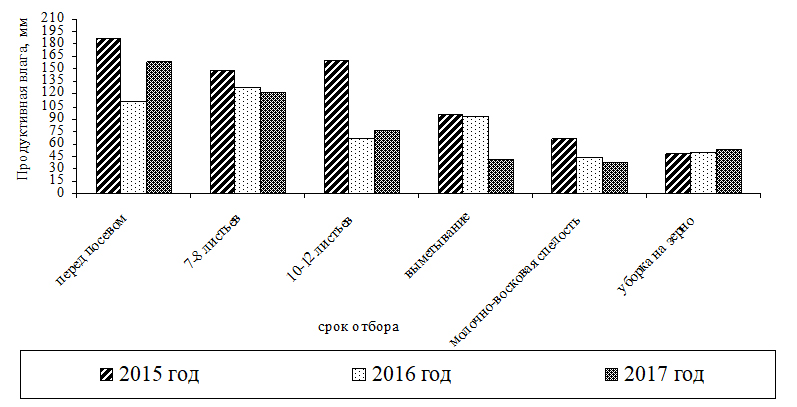 Продуктивная влага, мм
210
195
180
165
150
135
120
105
90
75
60
45
30
15
0
перед посевом
7-8 листьев
10-12 листьев
выметывание
молочно-восковая спелость
уборка на зерно
срок отбора
2015 год
2016 год
2017 год